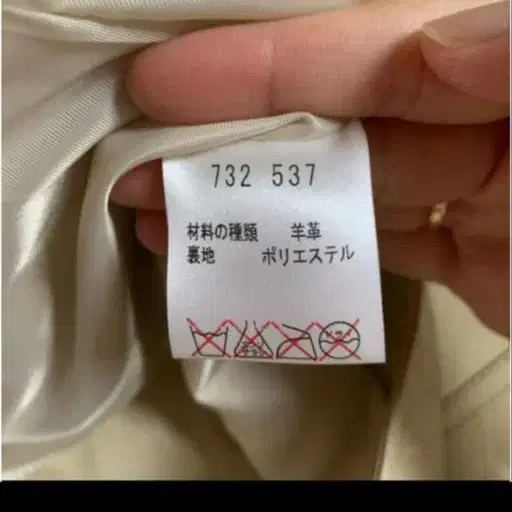 732 537
材料の種類 羊革
裏地 ポリエステル